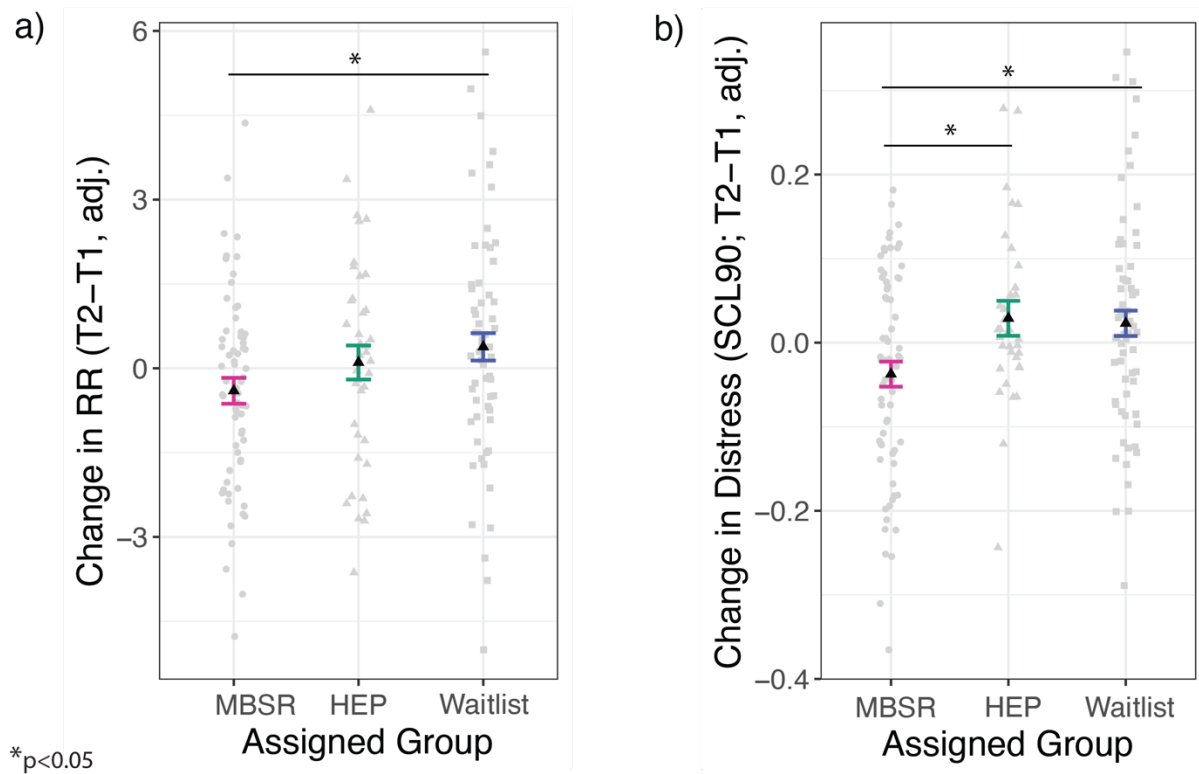 a)
Change in RR (T2−T1, adj.)
6
3
0
−3
*
MBSR HEP Waitlist
Assigned Group
*p<0.05
b)
Change in Distress (SCL90; T2−T1, adj.)
0.2
0.0
−0.2
−0.4
*
*
MBSR HEP Waitlist
Assigned Group